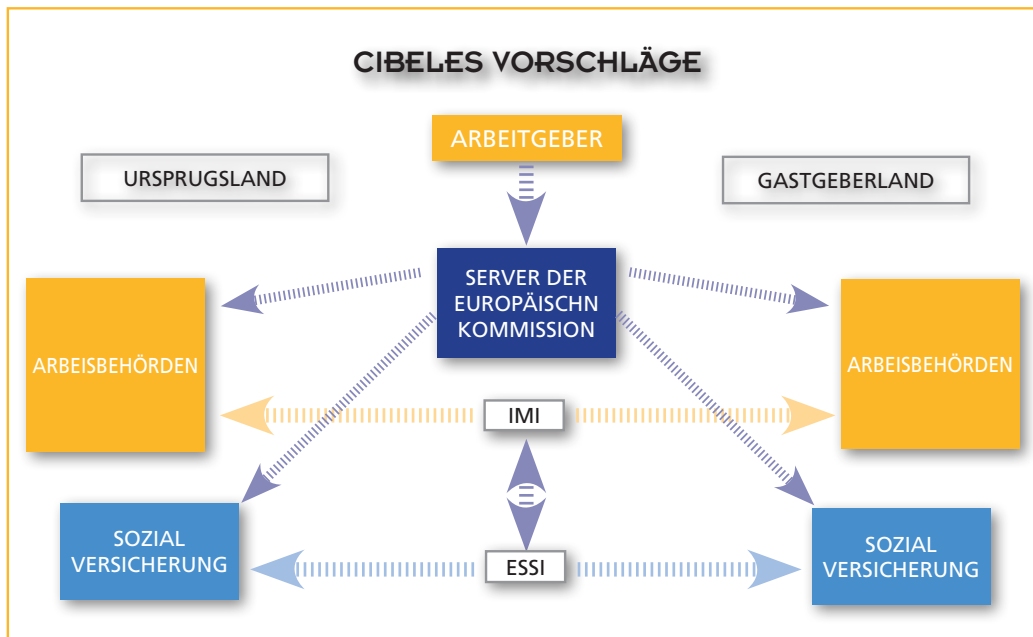 CIBELES VORSCHLÄGE
ARBEITGEBER
URSPRUGSLAND
GASTGEBERLAND
SERVER DER
EUROPÄISCHN
KOMMISSION
ARBEISBEHÖRDEN
ARBEISBEHÖRDEN
IMI
SOZIAL
VERSICHERUNG
ESSI
SOZIAL
VERSICHERUNG